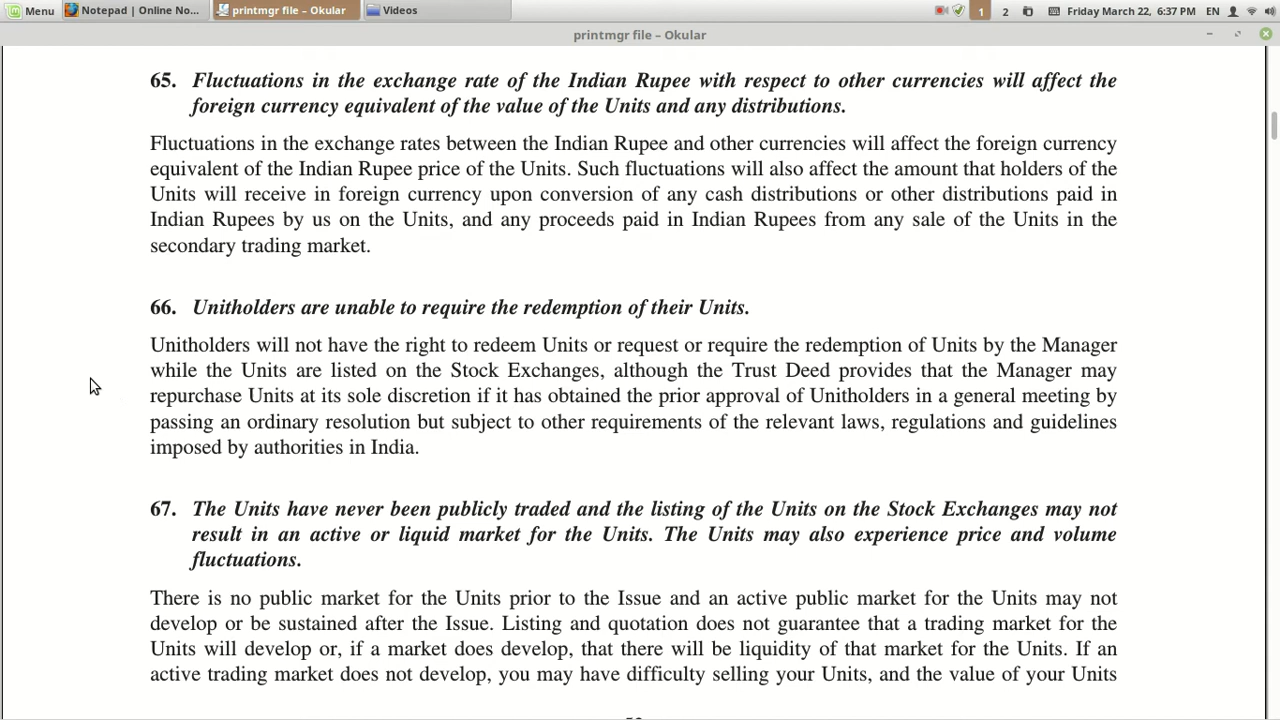 Menu
Notepad | Online No...
printmgr file – Okular
Videos
1
2
Friday March 22, 6:37 PM
EN
printmgr file – Okular
65. Fluctuations in the exchange rate of the Indian Rupee with respect to other currencies will affect the
foreign currency equivalent of the value of the Units and any distributions.
Fluctuations in the exchange rates between the Indian Rupee and other currencies will affect the foreign currency
equivalent of the Indian Rupee price of the Units. Such fluctuations will also affect the amount that holders of the
Units will receive in foreign currency upon conversion of any cash distributions or other distributions paid in
Indian Rupees by us on the Units, and any proceeds paid in Indian Rupees from any sale of the Units in the
secondary trading market.
66. Unitholders are unable to require the redemption of their Units.
Unitholders will not have the right to redeem Units or request or require the redemption of Units by the Manager
while the Units are listed on the Stock Exchanges, although the Trust Deed provides that the Manager may
repurchase Units at its sole discretion if it has obtained the prior approval of Unitholders in a general meeting by
passing an ordinary resolution but subject to other requirements of the relevant laws, regulations and guidelines
imposed by authorities in India.
67. The Units have never been publicly traded and the listing of the Units on the Stock Exchanges may not
result in an active or liquid market for the Units. The Units may also experience price and volume
fluctuations.
There is no public market for the Units prior to the Issue and an active public market for the Units may not
develop or be sustained after the Issue. Listing and quotation does not guarantee that a trading market for the
Units will develop or, if a market does develop, that there will be liquidity of that market for the Units. If an
active trading market does not develop, you may have difficulty selling your Units, and the value of your Units